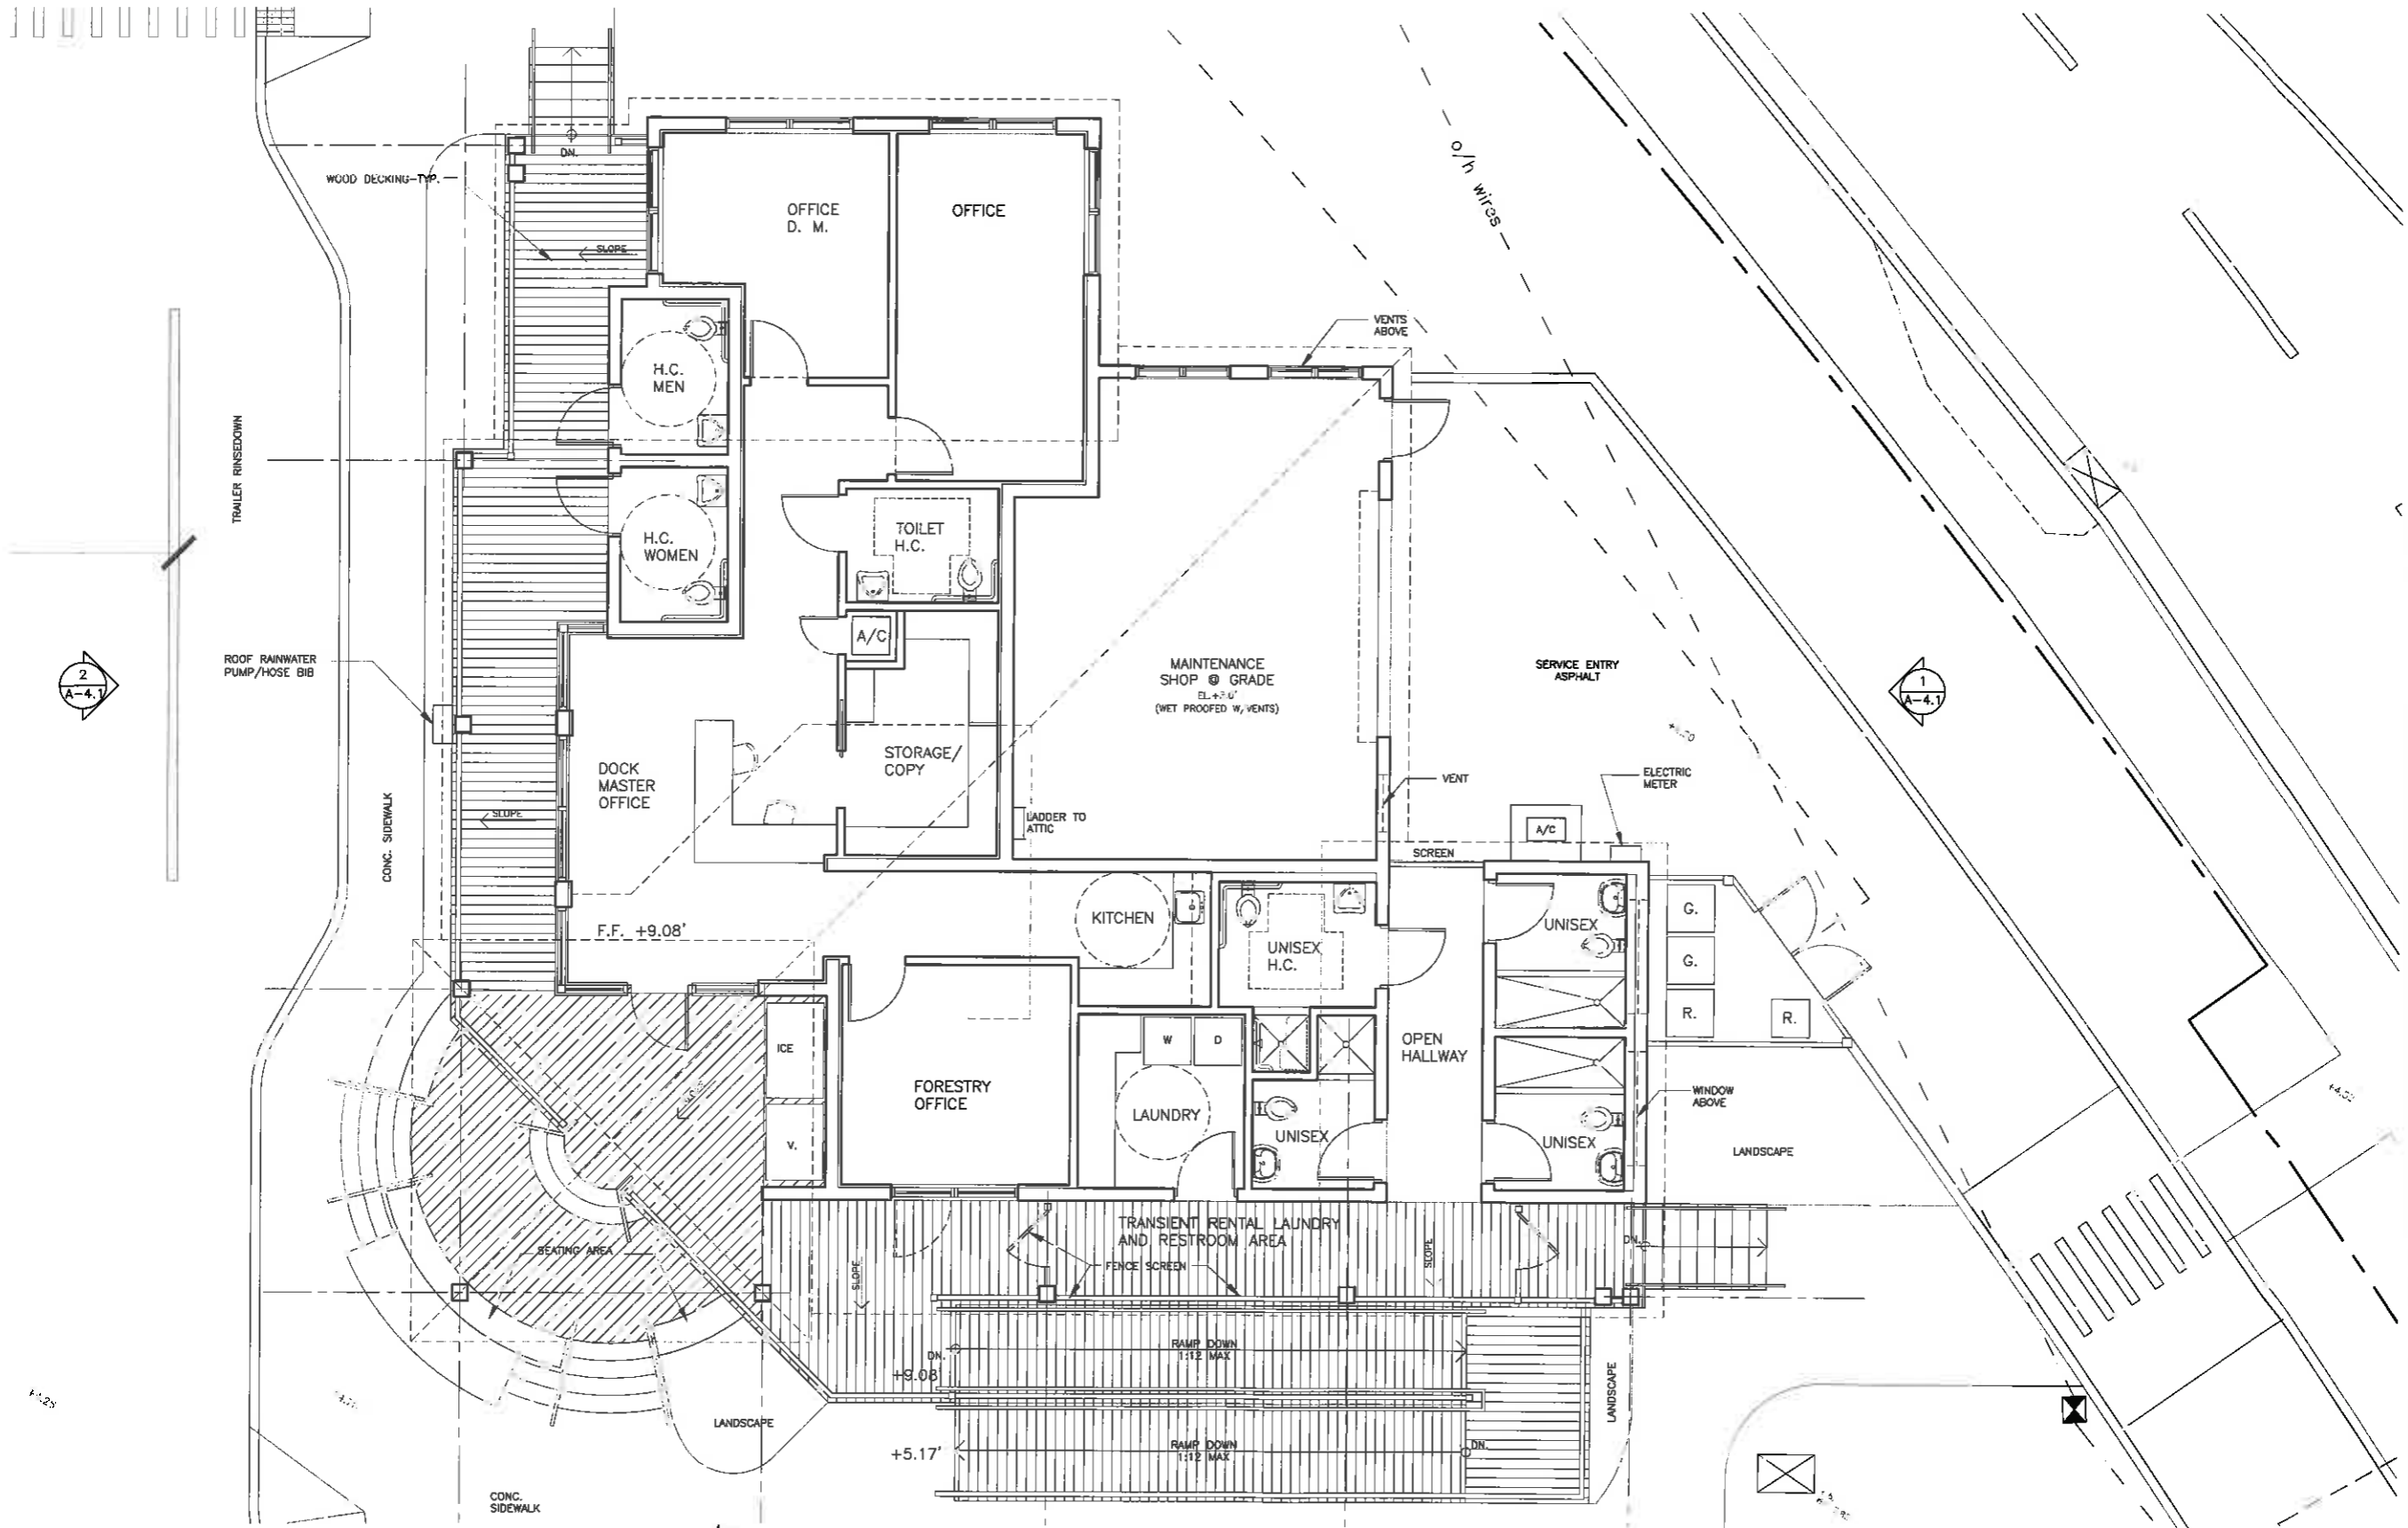 DN.
WOOD DECKING-TYP.
SLOPE
OFFICE
D. M.
OFFICE
o/h wires
VENTS
ABOVE
H.C.
MEN
TRAILER RINSEDOWN
H.C.
WOMEN
TOILET
H.C.
A/C
ROOF RAINWATER
PUMP/HOSE BIB
2
A-4.1
MAINTENANCE
SHOP @ GRADE
(WET PROOFED W/VENTS)
SERVICE ENTRY
ASPHALT
1
A-4.1
DOCK
MASTER
OFFICE
STORAGE/
COPY
VENT
ELECTRIC
METER
CONC. SIDEWALK
SLOPE
LADDER TO
ATTIC
A/C
SCREEN
F.F. +9.08'
KITCHEN
UNISEX
H.C.
UNISEX
G.
G.
R.
R.
ICE
V.
FORESTRY
OFFICE
W
D
LAUNDRY
OPEN
HALLWAY
UNISEX
UNISEX
WINDOW
ABOVE
LANDSCAPE
TRANSIENT RENTAL LAUNDRY
AND RESTROOM AREA
SEATING AREA
SLOPE
FENCE SCREEN
SLOPE
DN.
RAMP DOWN
1:12 MAX
DN.
+9.08'
LANDSCAPE
LANDSCAPE
+5.17'
RAMP DOWN
1:12 MAX
DN.
CONC.
SIDEWALK